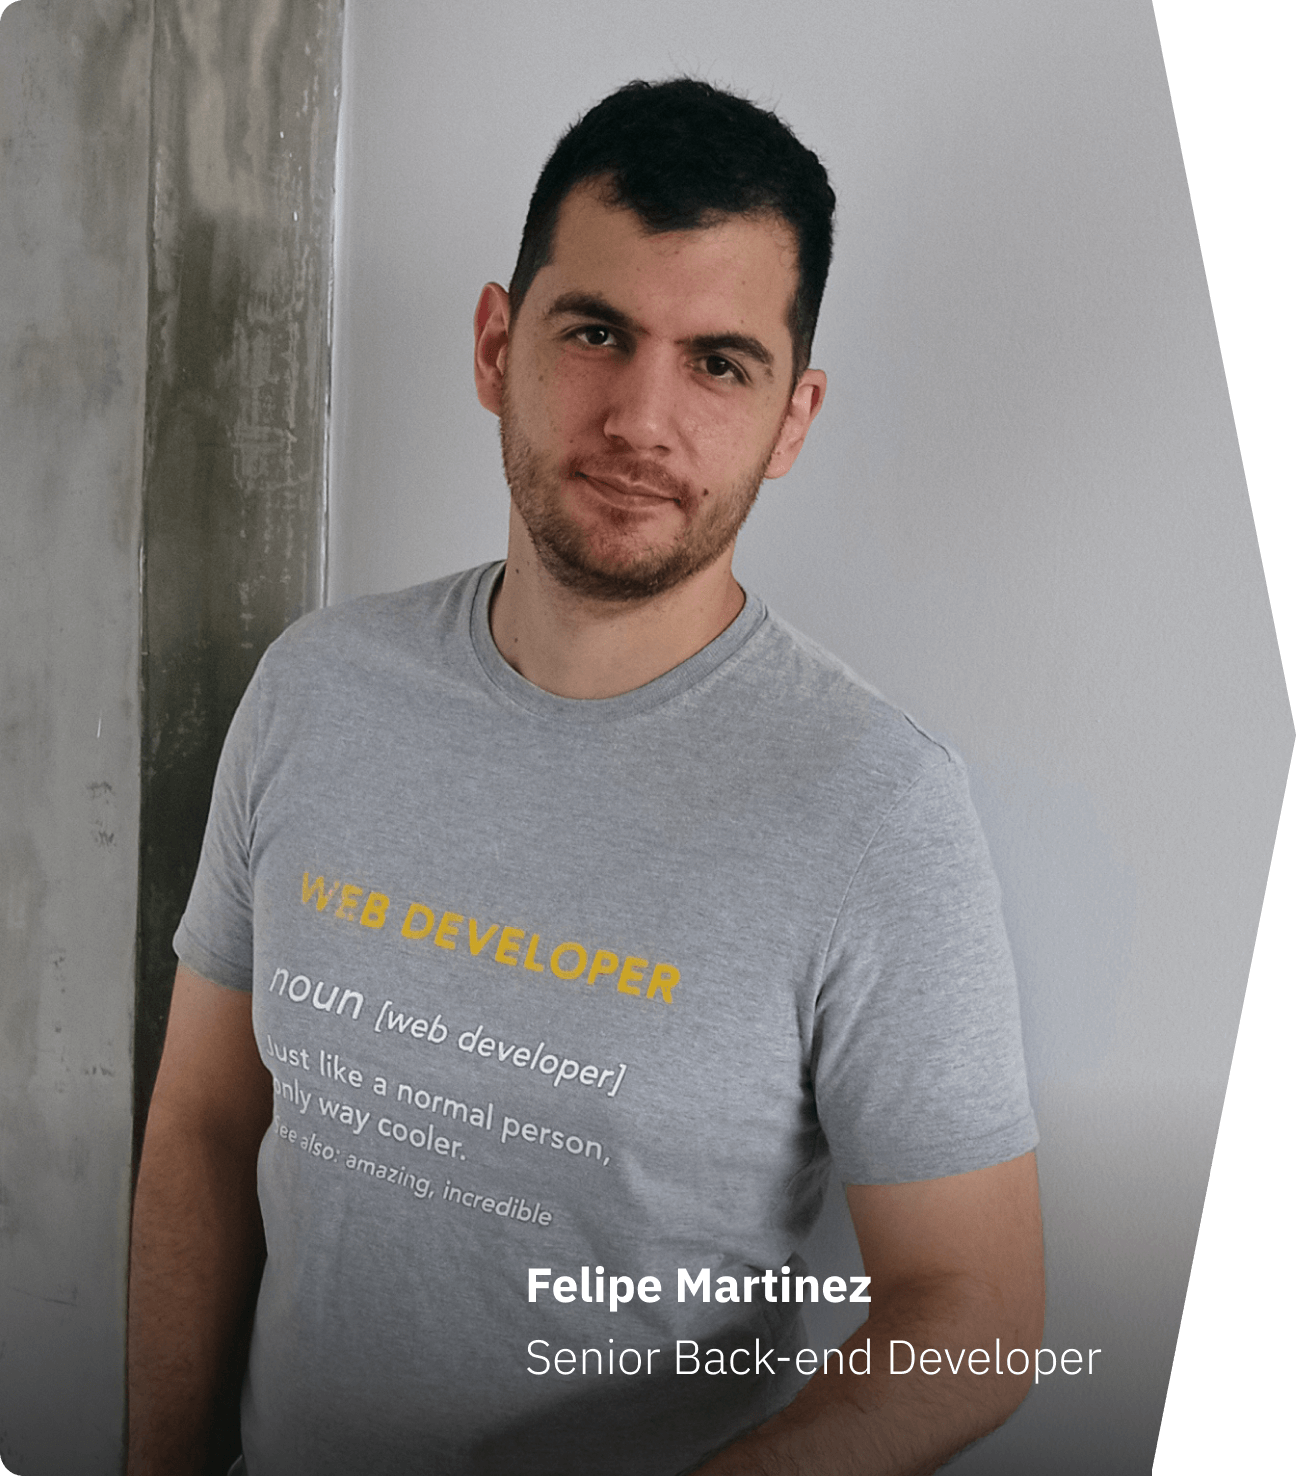 WEB DEVELOPER
noun [web developer]
Just like a normal person,
only way cooler.
See also: amazing, incredible
Felipe Martinez
Senior Back-end Developer